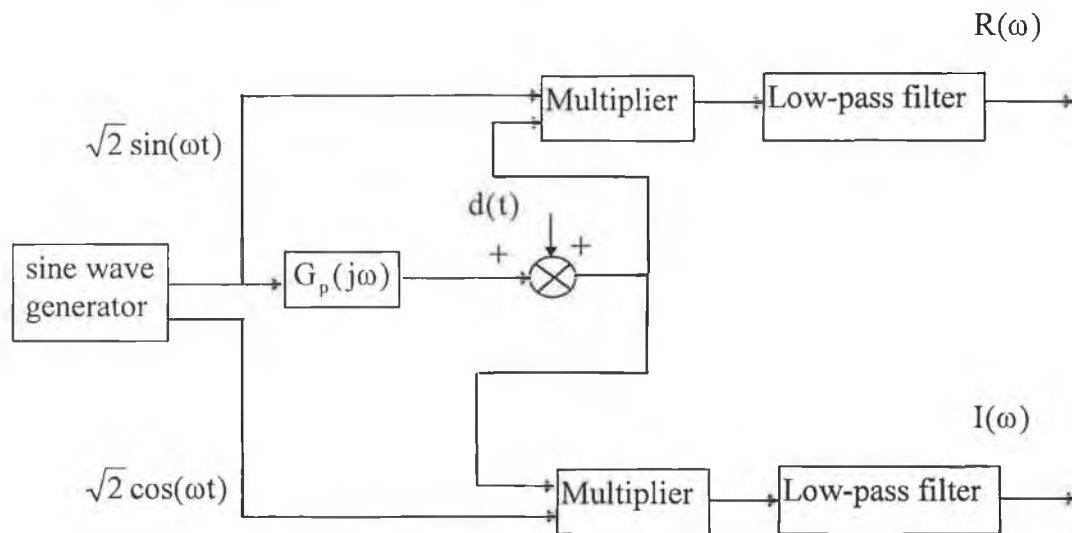 R(ω)
Multiplier
Low-pass filter
√2 sin(ωt)
d(t)
+
+
sine wave
generator
G_p(jω)
I(ω)
√2 cos(ωt)
Multiplier
Low-pass filter